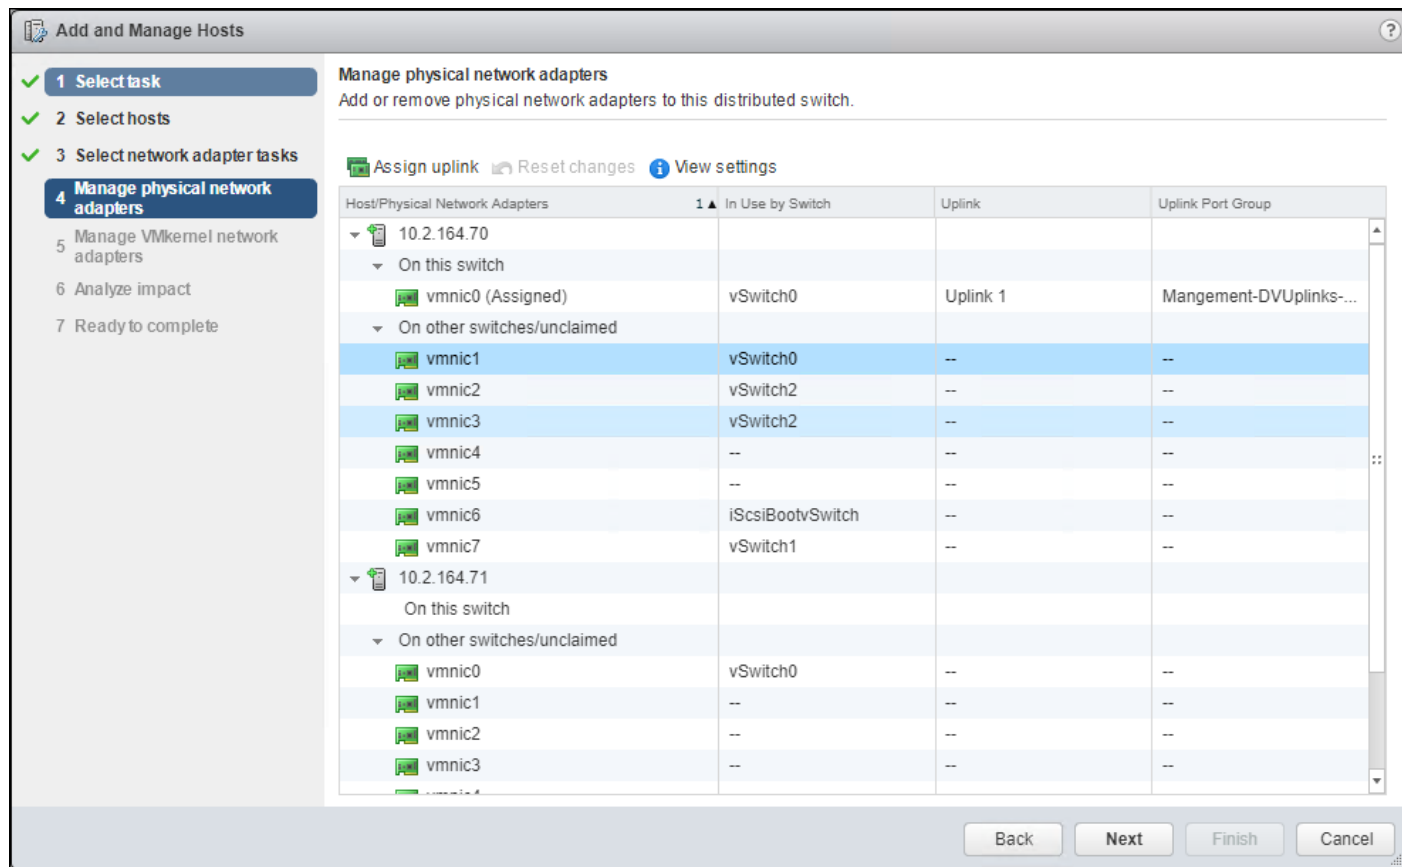 Add and Manage Hosts
?
1 Select task
2 Select hosts
3 Select network adapter tasks
4 Manage physical network
adapters
5 Manage VMkernel network
adapters
6 Analyze impact
7 Ready to complete
Manage physical network adapters
Add or remove physical network adapters to this distributed switch.
Assign uplink Reset changes View settings
Host/Physical Network Adapters 1 ▲ In Use by Switch Uplink Uplink Port Group
10.2.164.70
On this switch
vmnic0 (Assigned) vSwitch0 Uplink 1 Mangement-DVUplinks-...
On other switches/unclaimed
vmnic1 vSwitch0 -- --
vmnic2 vSwitch2 -- --
vmnic3 vSwitch2 -- --
vmnic4 -- -- --
vmnic5 -- -- --
vmnic6 iScsiBootvSwitch -- --
vmnic7 vSwitch1 -- --
10.2.164.71
On this switch
On other switches/unclaimed
vmnic0 vSwitch0 -- --
vmnic1 -- -- --
vmnic2 -- -- --
vmnic3 -- -- --
Back Next Finish Cancel